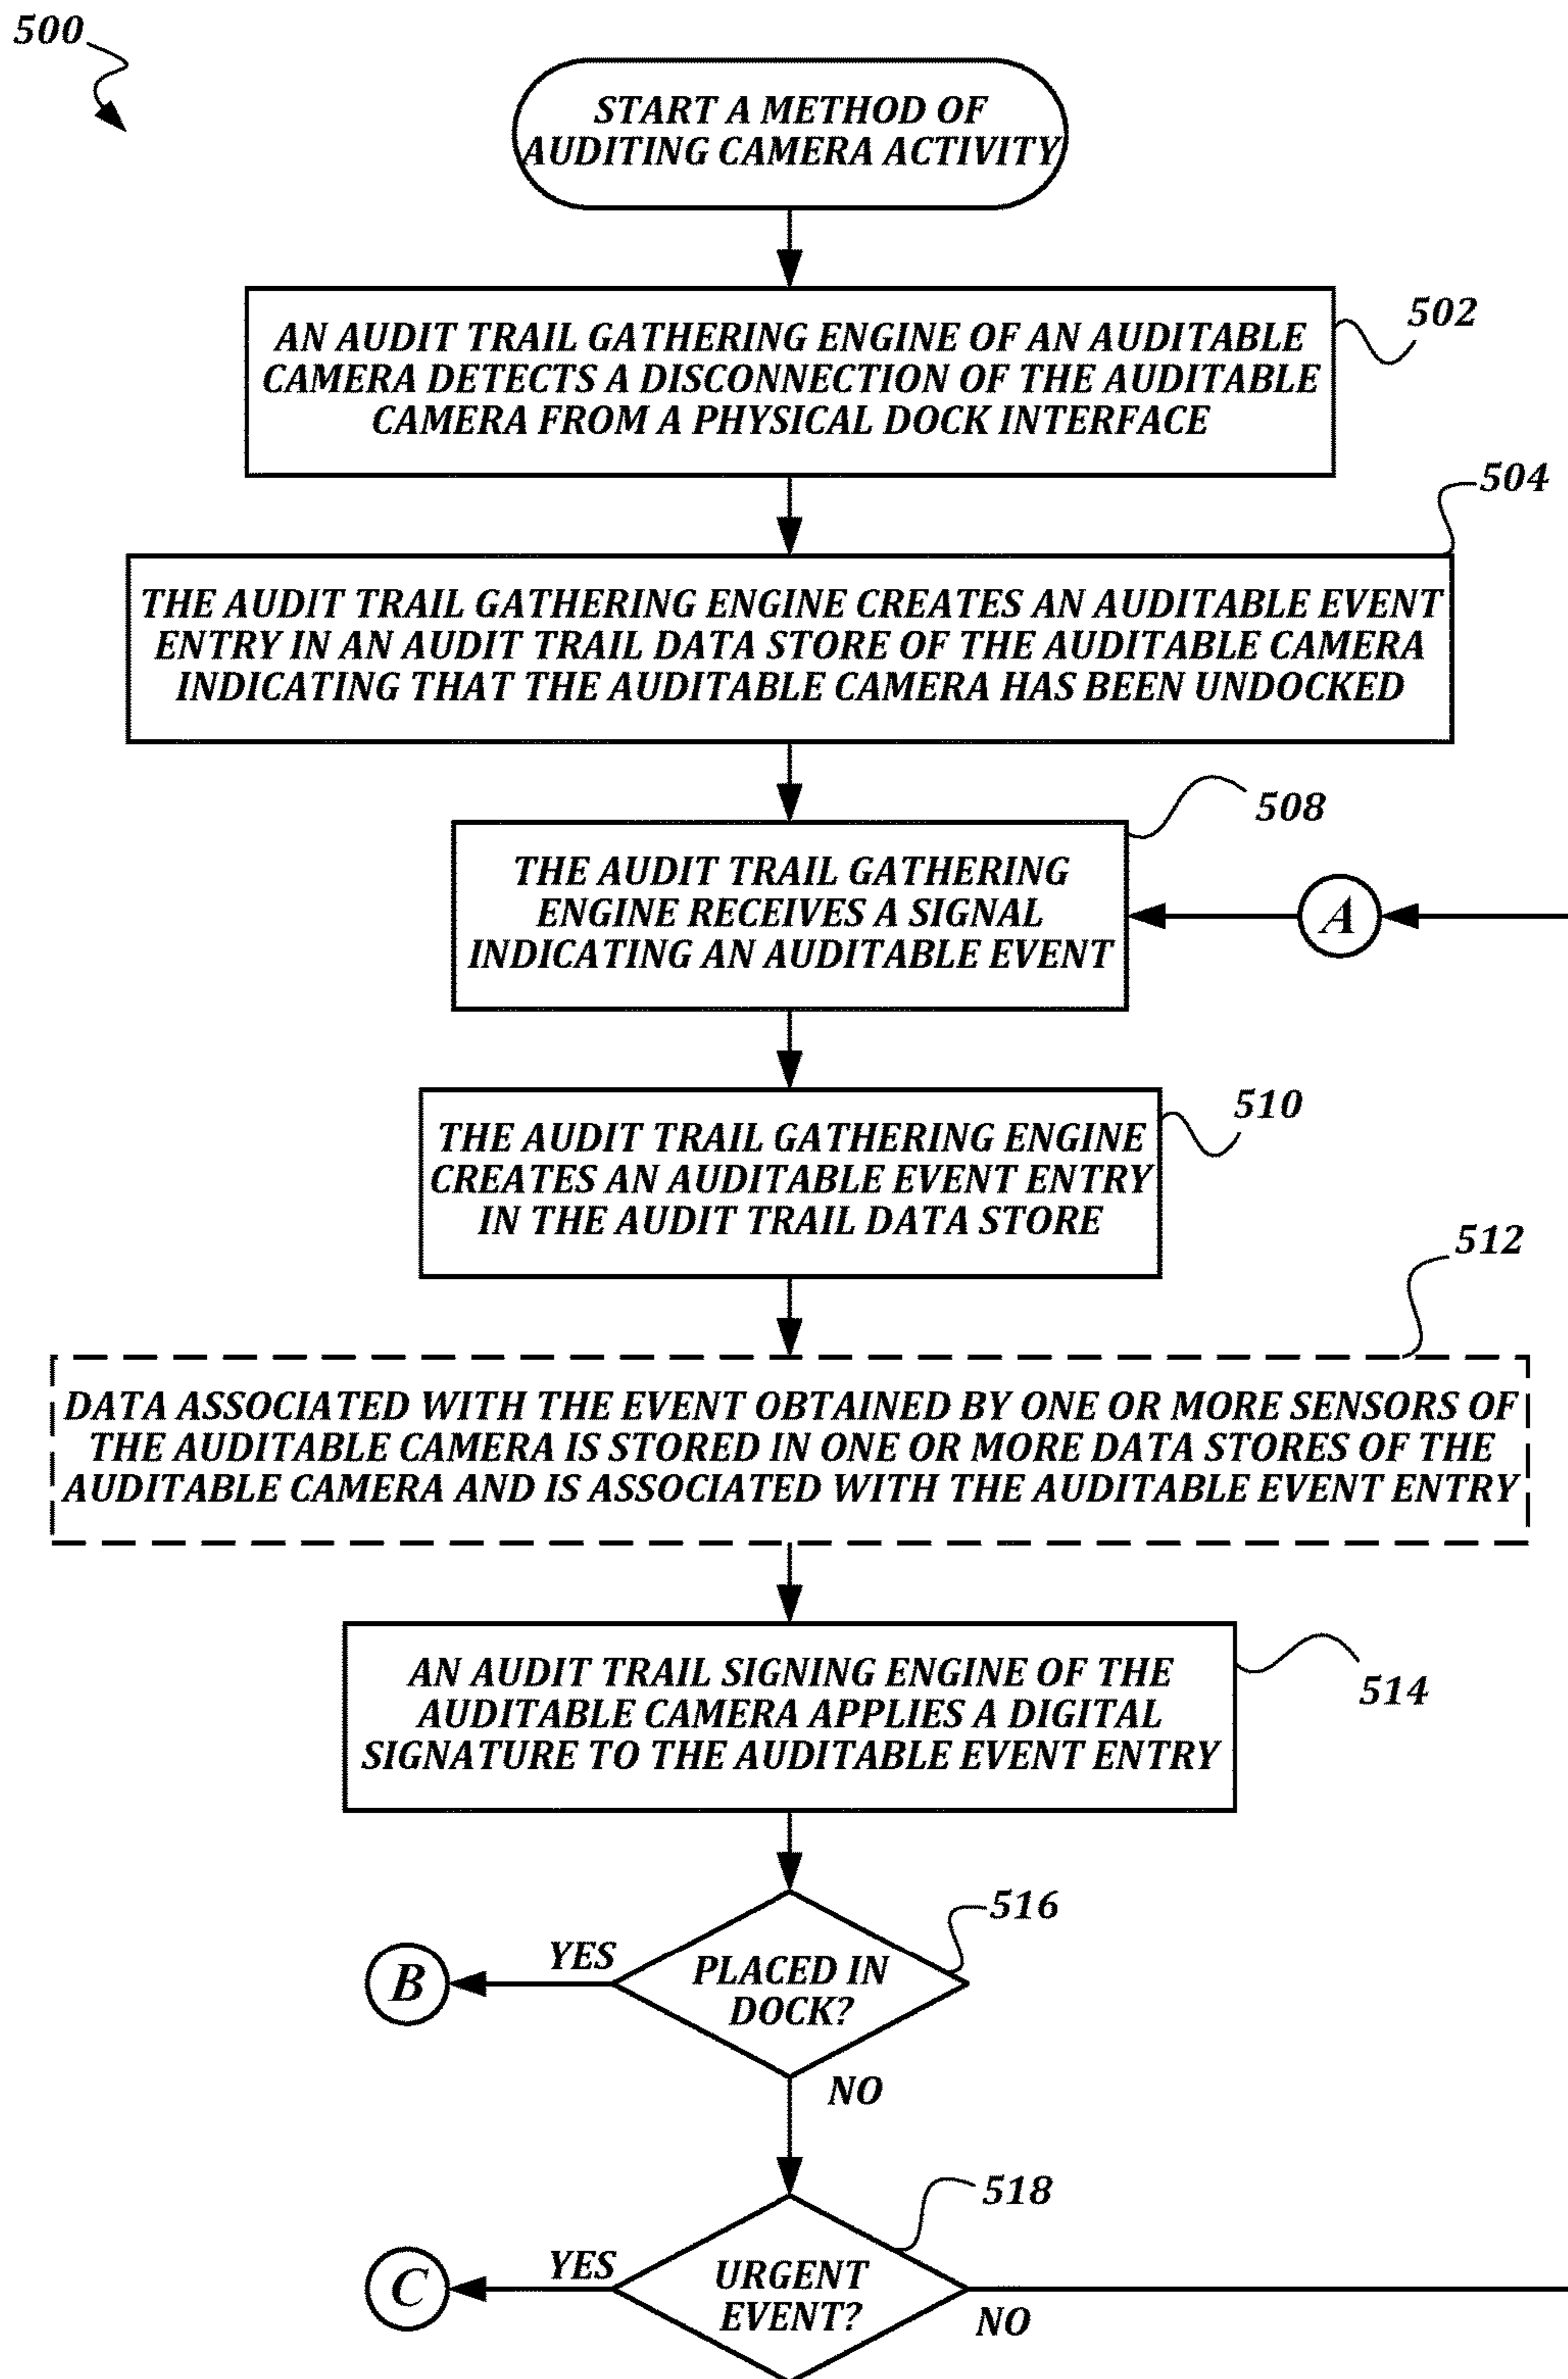 500
START A METHOD OF
AUDITING CAMERA ACTIVITY
AN AUDIT TRAIL GATHERING ENGINE OF AN AUDITABLE
CAMERA DETECTS A DISCONNECTION OF THE AUDITABLE
CAMERA FROM A PHYSICAL DOCK INTERFACE
502
504
THE AUDIT TRAIL GATHERING ENGINE CREATES AN AUDITABLE EVENT
ENTRY IN AN AUDIT TRAIL DATA STORE OF THE AUDITABLE CAMERA
INDICATING THAT THE AUDITABLE CAMERA HAS BEEN UNDOCKED
508
THE AUDIT TRAIL GATHERING
ENGINE RECEIVES A SIGNAL
INDICATING AN AUDITABLE EVENT
A
510
THE AUDIT TRAIL GATHERING ENGINE
CREATES AN AUDITABLE EVENT ENTRY
IN THE AUDIT TRAIL DATA STORE
512
DATA ASSOCIATED WITH THE EVENT OBTAINED BY ONE OR MORE SENSORS OF
THE AUDITABLE CAMERA IS STORED IN ONE OR MORE DATA STORES OF THE
AUDITABLE CAMERA AND IS ASSOCIATED WITH THE AUDITABLE EVENT ENTRY
AN AUDIT TRAIL SIGNING ENGINE OF THE
AUDITABLE CAMERA APPLIES A DIGITAL
SIGNATURE TO THE AUDITABLE EVENT ENTRY
514
516
B
YES
PLACED IN
DOCK?
NO
518
C
YES
URGENT
EVENT?
NO